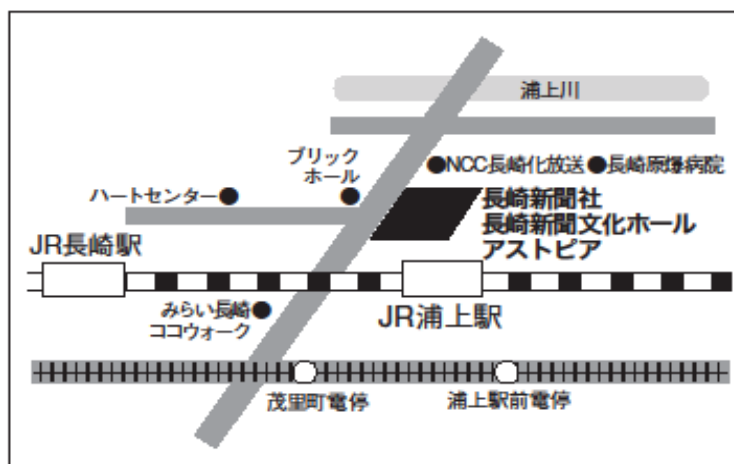 浦上川
ブリック
ホール
●NCC長崎化放送 ●長崎原爆病院
ハートセンター●
長崎新聞社
長崎新聞文化ホール
アストピア
JR長崎駅
みらい長崎
ココウォーク
JR浦上駅
茂里町電停
浦上駅前電停